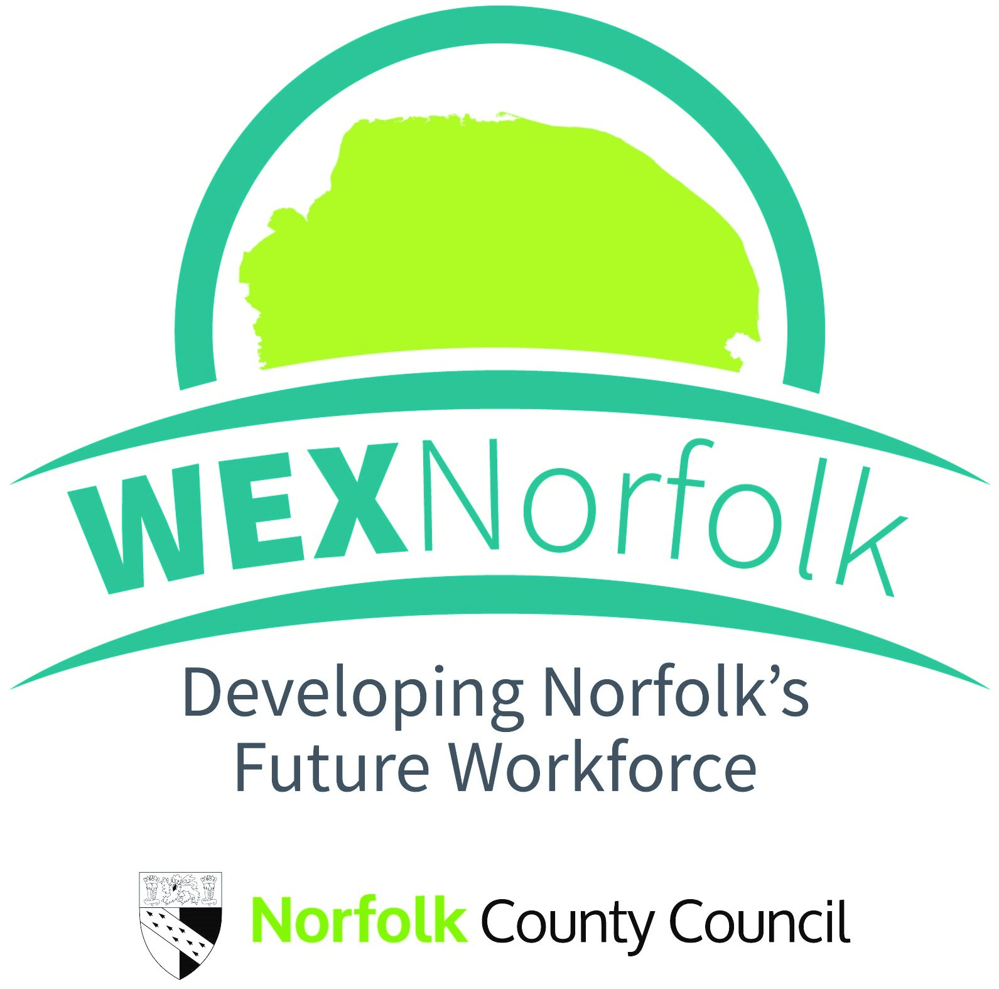 WEXNorfolk
Developing Norfolk’s
Future Workforce
Norfolk County Council